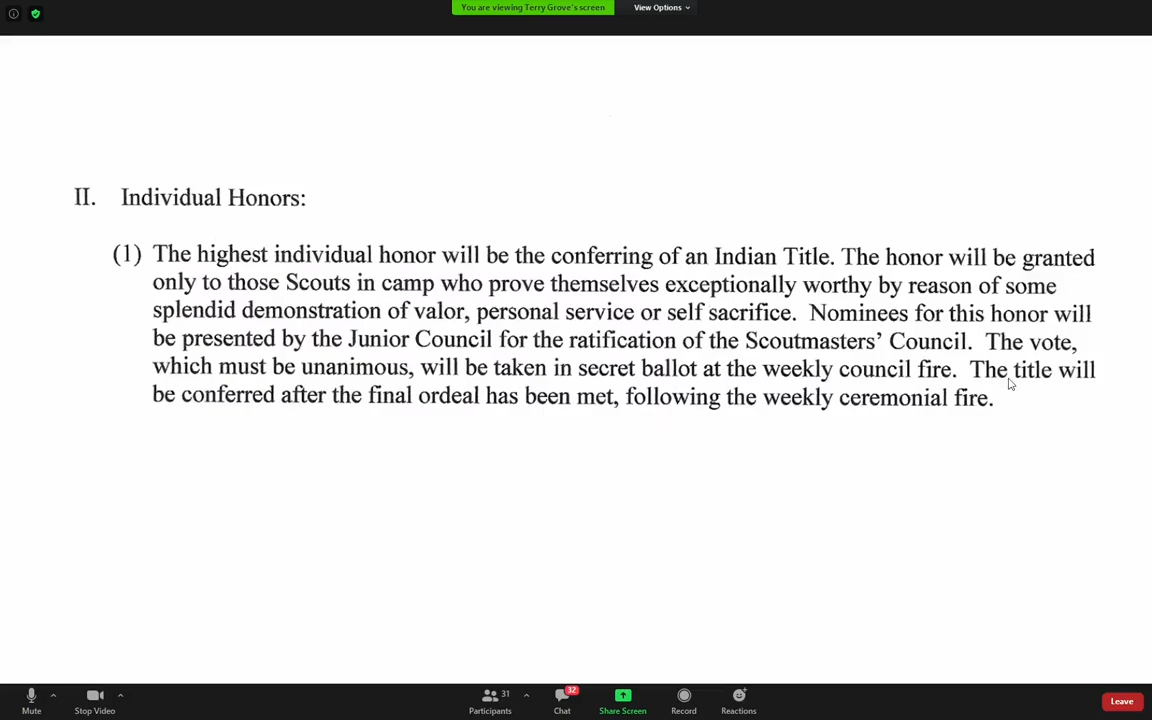 You are viewing Terry Grove's screen
View Options
II. Individual Honors:
(1) The highest individual honor will be the conferring of an Indian Title. The honor will be granted
only to those Scouts in camp who prove themselves exceptionally worthy by reason of some
splendid demonstration of valor, personal service or self sacrifice. Nominees for this honor will
be presented by the Junior Council for the ratification of the Scoutmasters' Council. The vote,
which must be unanimous, will be taken in secret ballot at the weekly council fire. The title will
be conferred after the final ordeal has been met, following the weekly ceremonial fire.
31
32
Mute
Stop Video
Participants
Chat
Share Screen
Record
Reactions
Leave